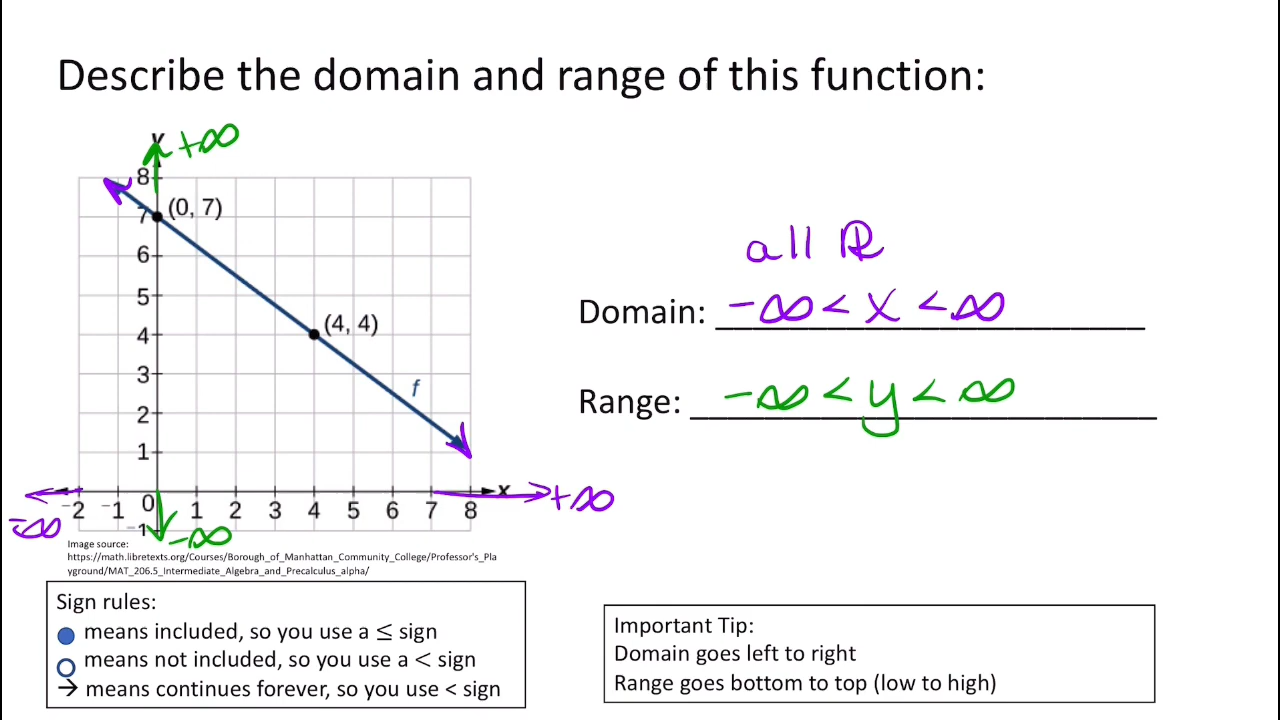 Describe the domain and range of this function:
y
+∞
8
7
(0, 7)
6
5
4
(4, 4)
3
f
2
1
0
x
−∞
−2 −1 1 2 3 4 5 6 7 8
+∞
−1
−∞
all ℝ
Domain: -∞ < x < ∞
Range: -∞ < y < ∞
Image source:
https://math.libretexts.org/Courses/Borough_of_Manhattan_Community_College/Professor's_Pla
yground/MAT_206.5_Intermediate_Algebra_and_Precalculus_alpha/
Sign rules:
means included, so you use a ≤ sign
means not included, so you use a < sign
→ means continues forever, so you use < sign
Important Tip:
Domain goes left to right
Range goes bottom to top (low to high)